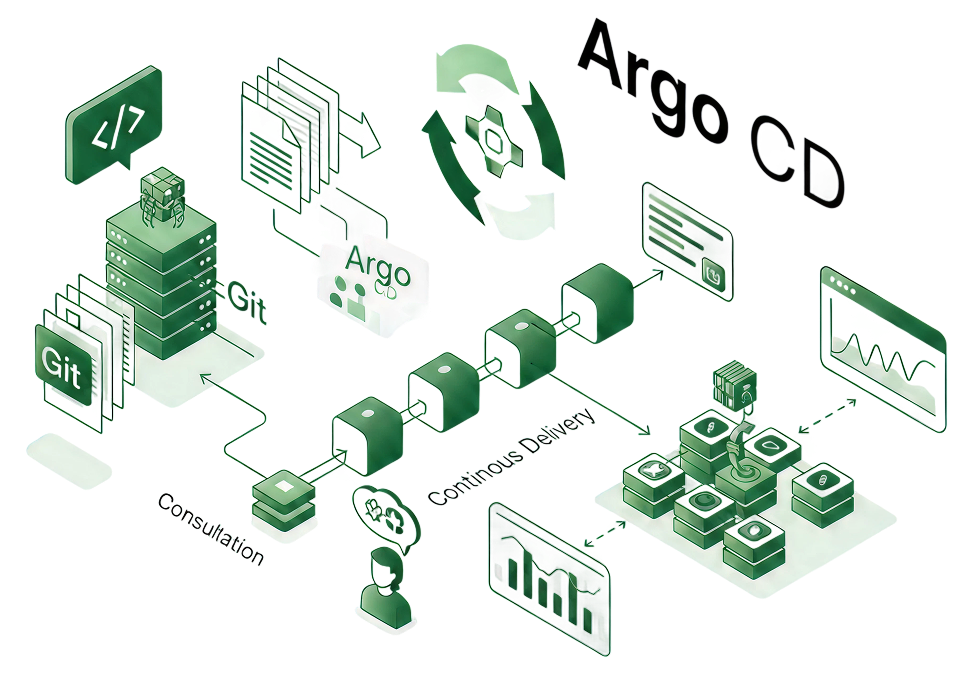 Argo CD
</>
Argo
CD
Git
Git
Continous Delivery
Consultation